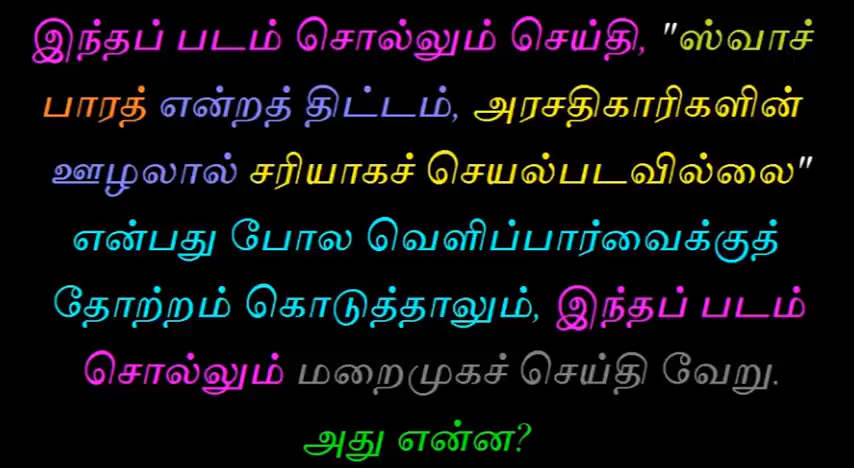 இந்தப் படம் சொல்லும் செய்தி, "ஸ்வாச்
பாரத் என்றத் திட்டம், அரசதிகாரிகளின்
ஊழலால் சரியாகச் செயல்படவில்லை"
என்பது போல வெளிப்பார்வைக்குத்
தோற்றம் கொடுத்தாலும், இந்தப் படம்
சொல்லும் மறைமுகச் செய்தி வேறு.
அது என்ன?